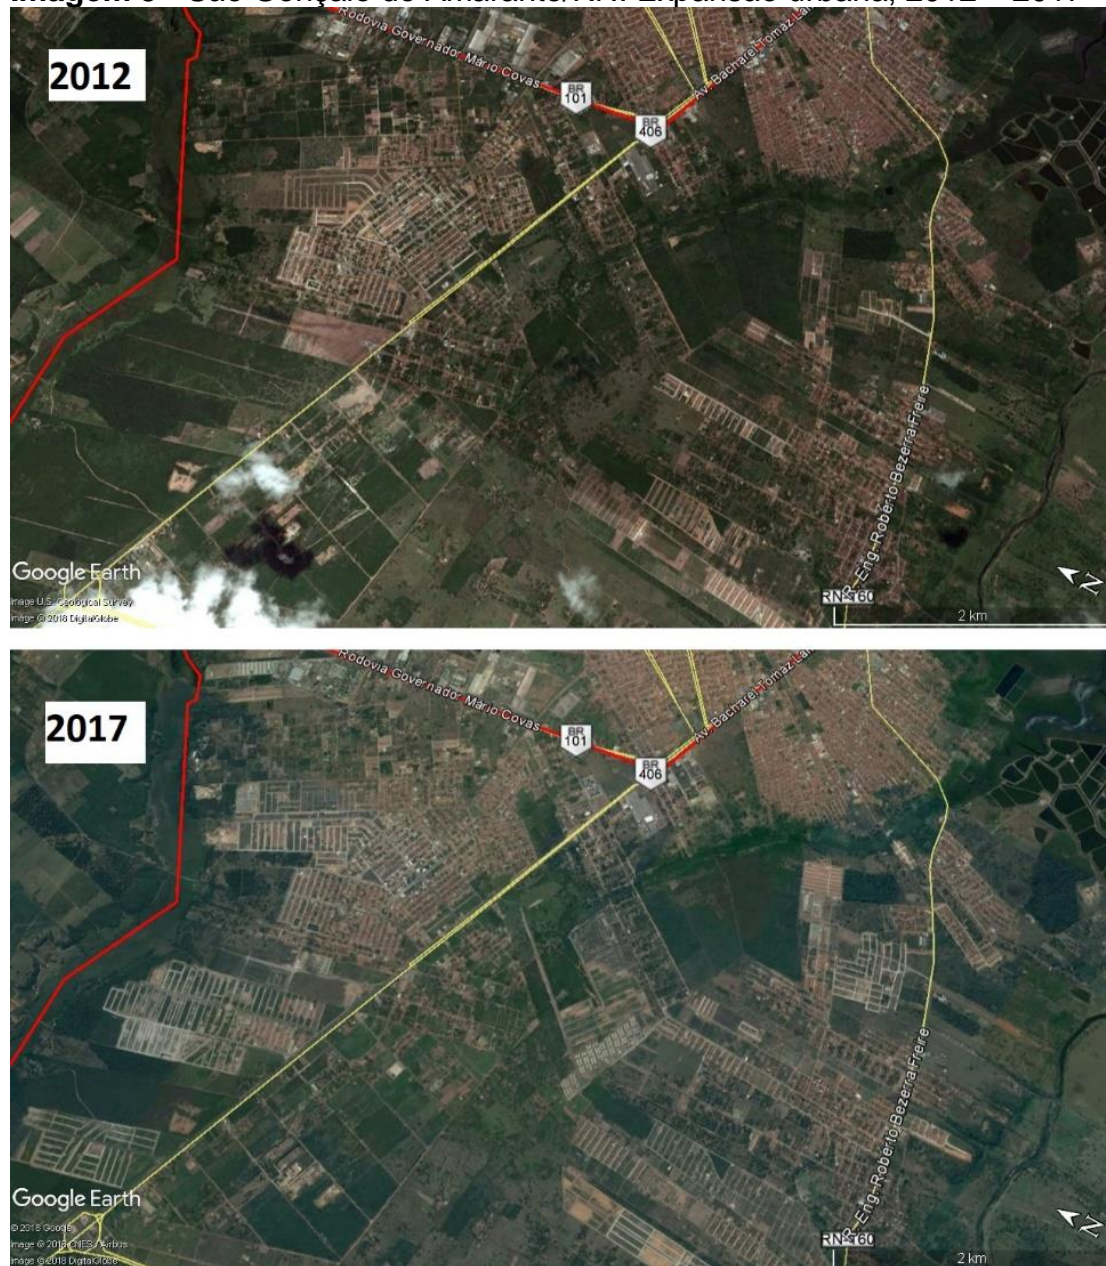 2012
Rodovia Governador Mário Covas
BR
101
BR
406
Av. Bacharel Tomaz Lan
R. Eng. Roberto Bezerra Freire
Google Earth
Image U.S. Geological Survey
Image © 2018 DigitalGlobe
RN-160
N
2 km
2017
Rodovia Governador Mário Covas
BR
101
BR
406
Av. Bacharel Tomaz Lan
R. Eng. Roberto Bezerra Freire
Google Earth
© 2018 Google
Image © 2018 CNES / Airbus
Image © 2018 DigitalGlobe
RN-160
N
2 km